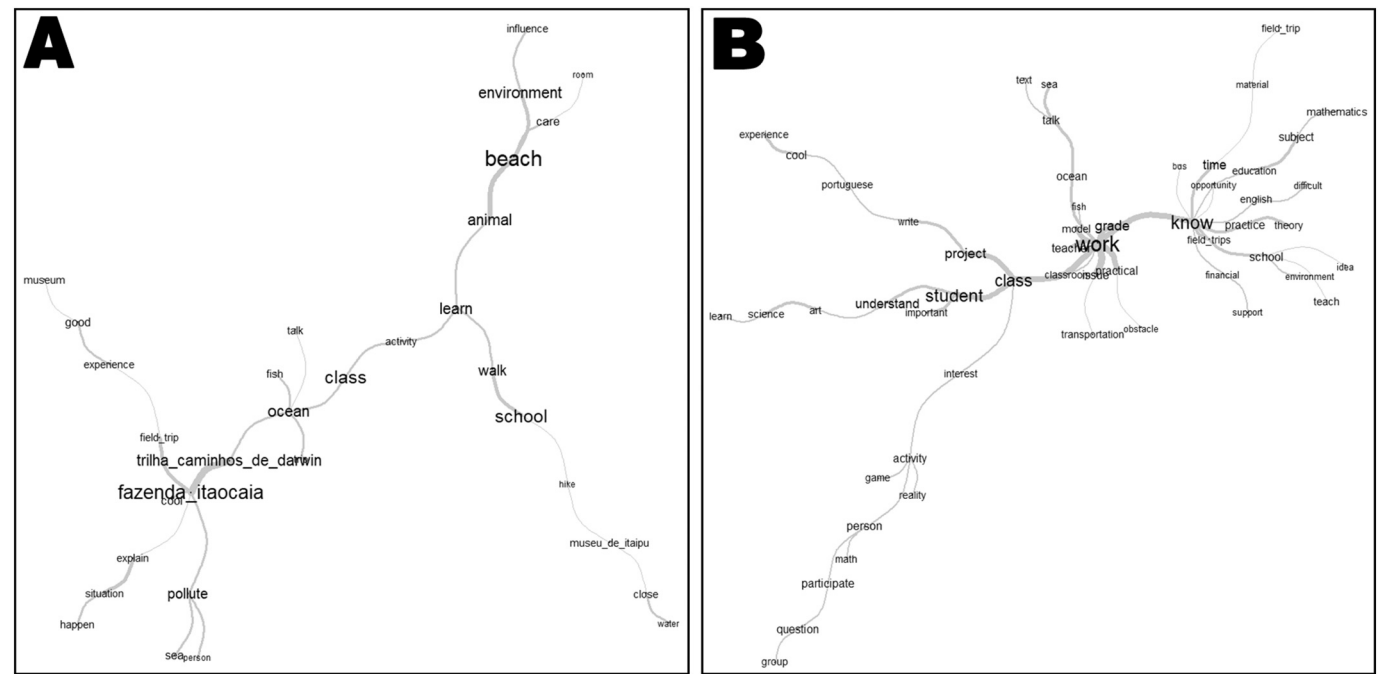 A
influence
room
environment
care
beach
animal
museum
learn
good
talk
activity
experience
fish
class
walk
ocean
school
field_trip
trilha_caminhos_de_darwin
fazenda_itaocaia
cool
hike
explain
museu_de_itaipu
situation
pollute
close
happen
water
sea
person
B
field_trip
text
sea
material
talk
mathematics
experience
subject
cool
bus
time
education
ocean
portuguese
opportunity
difficult
english
fish
write
know
practice
theory
model
grade
field_trips
teacher
work
project
school
classroom
issue
practical
idea
class
financial
environment
student
understand
important
teach
learn
science
art
support
transportation
obstacle
interest
activity
game
reality
person
math
participate
question
group